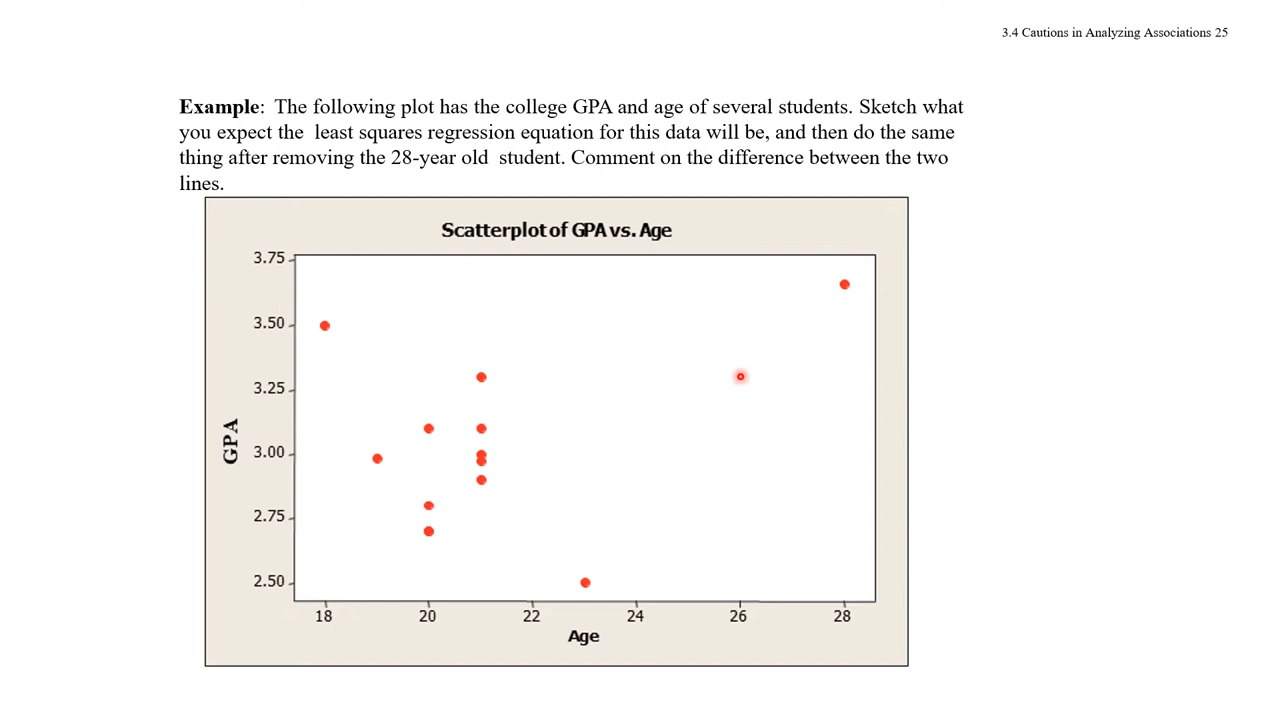 3.4 Cautions in Analyzing Associations 25
Example: The following plot has the college GPA and age of several students. Sketch what
you expect the least squares regression equation for this data will be, and then do the same
thing after removing the 28-year old student. Comment on the difference between the two
lines.
Scatterplot of GPA vs. Age
3.75
3.50
3.25
3.00
2.75
2.50
GPA
18 20 22 24 26 28
Age